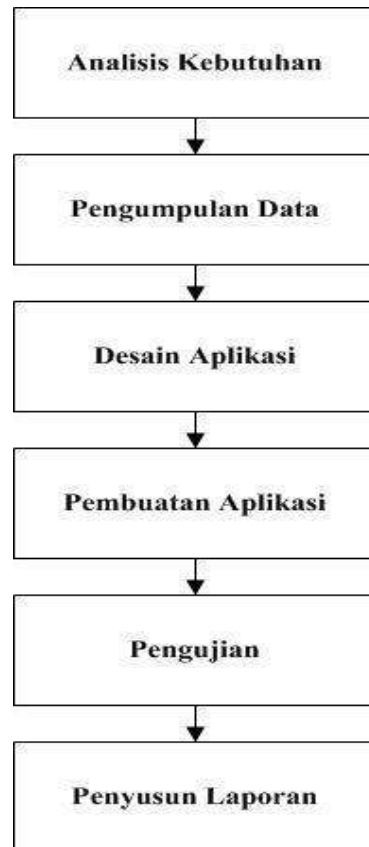 Analisis Kebutuhan
Pengumpulan Data
Desain Aplikasi
Pembuatan Aplikasi
Pengujian
Penyusun Laporan